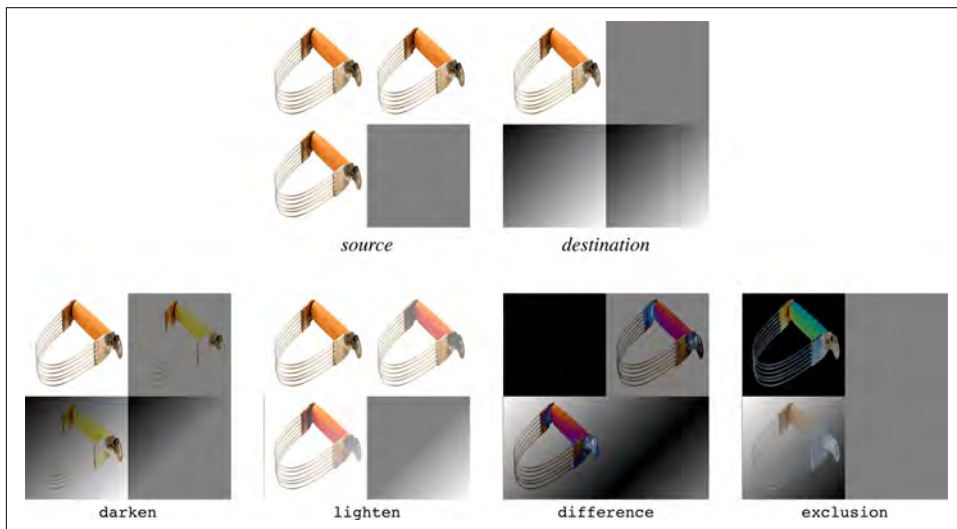 source
destination
darken
lighten
difference
exclusion